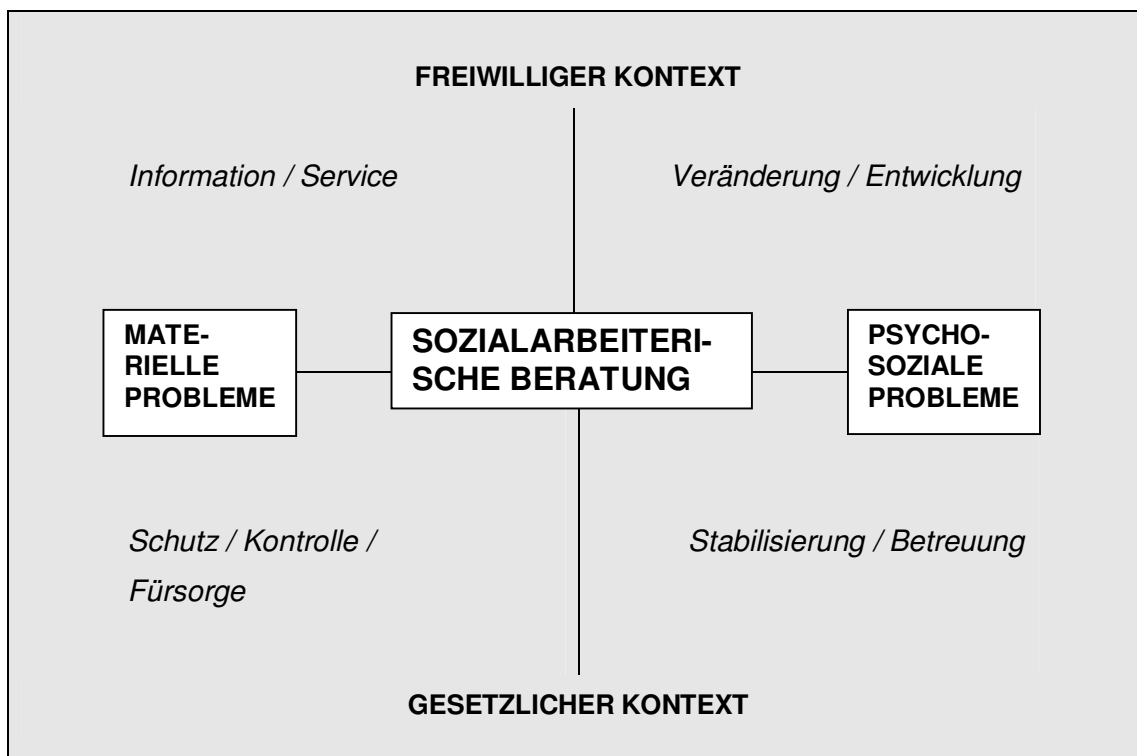 FREIWILLIGER KONTEXT
Information / Service
Veränderung / Entwicklung
MATE-
RIELLE
PROBLEME
SOZIALARBEITERI-
SCHE BERATUNG
PSYCHO-
SOZIALE
PROBLEME
Schutz / Kontrolle /
Fürsorge
Stabilisierung / Betreuung
GESETZLICHER KONTEXT